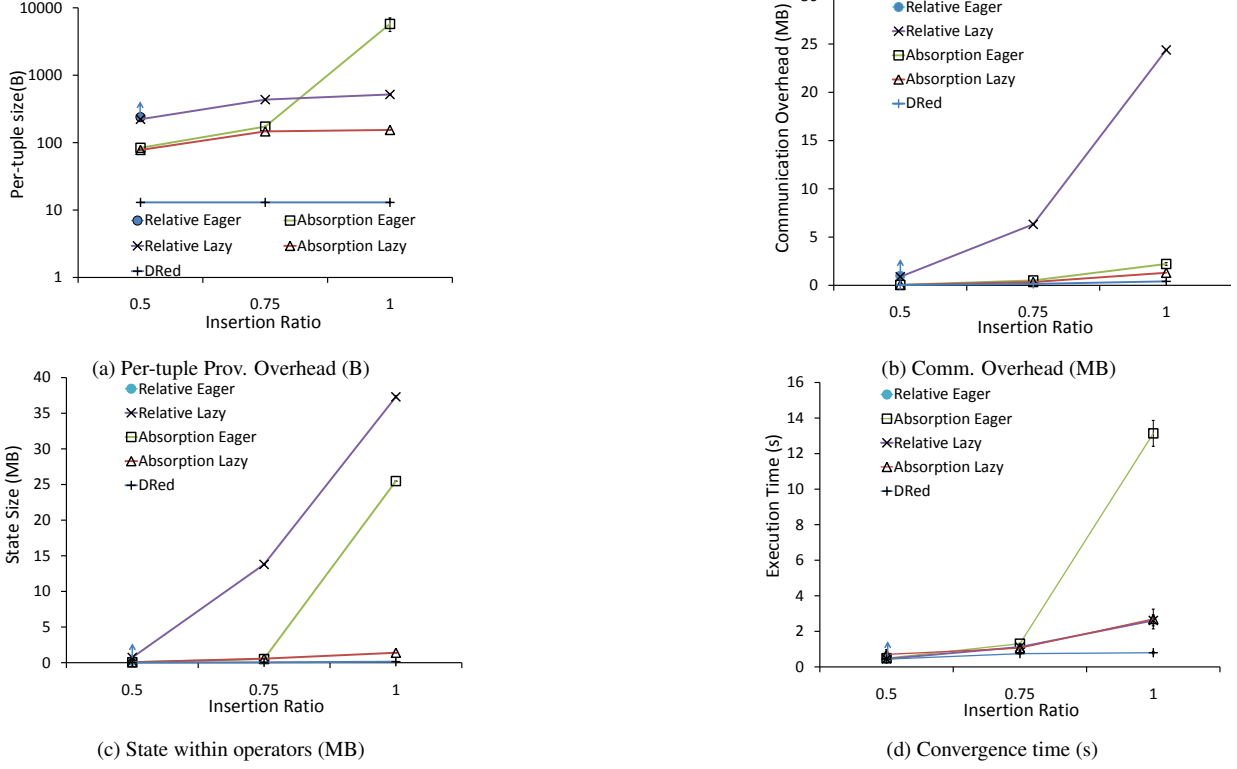 10000
1000
100
10
1
Per-tuple size(B)
Relative Eager
Absorption Eager
Relative Lazy
Absorption Lazy
DRed
0.5
0.75
1
Insertion Ratio
(a) Per-tuple Prov. Overhead (B)
30
25
20
15
10
5
0
Communication Overhead (MB)
Relative Eager
Relative Lazy
Absorption Eager
Absorption Lazy
DRed
0.5
0.75
1
Insertion Ratio
(b) Comm. Overhead (MB)
40
35
30
25
20
15
10
5
0
State Size (MB)
Relative Eager
Relative Lazy
Absorption Eager
Absorption Lazy
DRed
0.5
0.75
1
Insertion Ratio
(c) State within operators (MB)
16
14
12
10
8
6
4
2
0
Execution Time (s)
Relative Eager
Absorption Eager
Relative Lazy
Absorption Lazy
DRed
0.5
0.75
1
Insertion Ratio
(d) Convergence time (s)